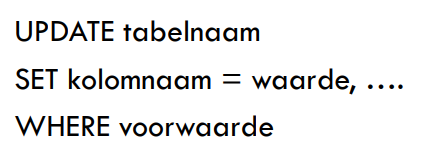 UPDATE tabelnaam
SET kolomnaam = waarde, ….
WHERE voorwaarde